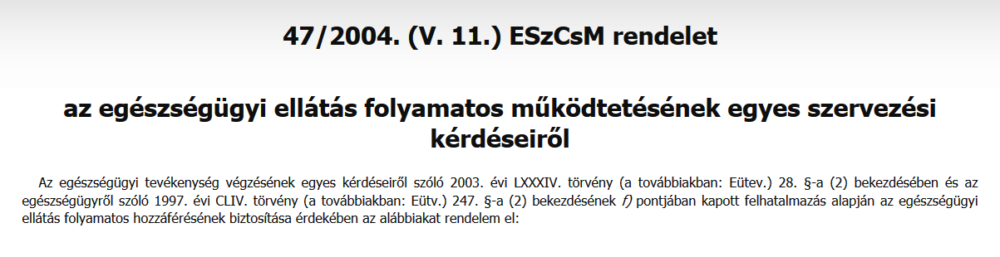 47/2004. (V. 11.) ESzCsM rendelet
az egészségügyi ellátás folyamatos működtetésének egyes szervezési
kérdéseiről
Az egészségügyi tevékenység végzésének egyes kérdéseiről szóló 2003. évi LXXXIV. törvény (a továbbiakban: Eütev.) 28. §-a (2) bekezdésében és az
egészségügyről szóló 1997. évi CLIV. törvény (a továbbiakban: Eütv.) 247. §-a (2) bekezdésének f) pontjában kapott felhatalmazás alapján az egészségügyi
ellátás folyamatos hozzáférésének biztosítása érdekében az alábbiakat rendelem el: